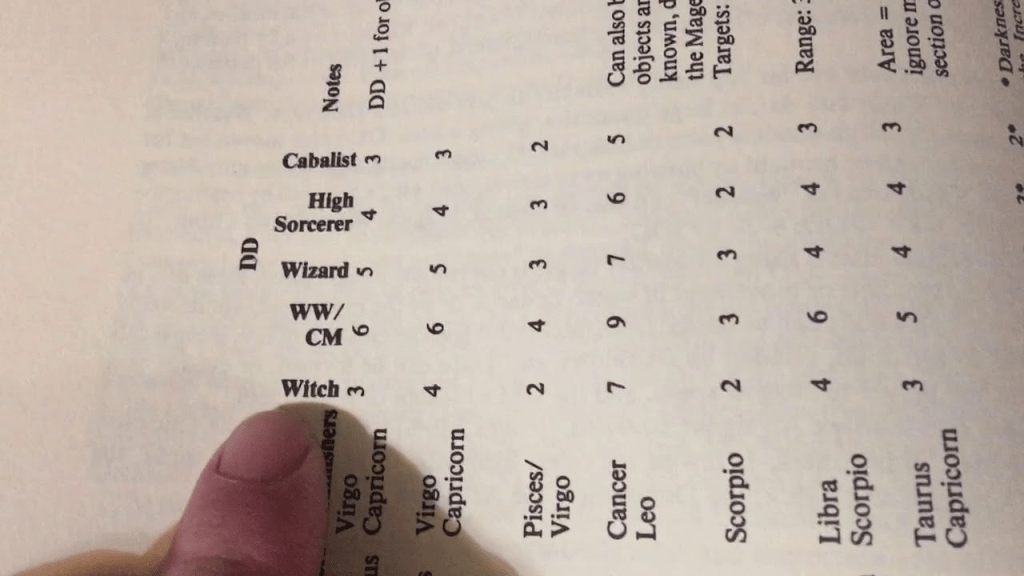 DD
WW/ High
Witch CM Wizard Sorcerer Cabalist Notes
Virgo 3 6 5 4 3 DD + 1 for
Capricorn
Virgo 4 6 5 4 3
Capricorn
Pisces/ 2 4 3 3 2
Virgo
Cancer 7 9 7 6 5 Can also
Leo objects
known,
the Mage
Scorpio 2 3 3 2 2 Targets:
Libra 4 6 4 4 3 Range:
Scorpio
Taurus 3 5 4 4 3 Area =
Capricorn ignore
section
2* * Darknes